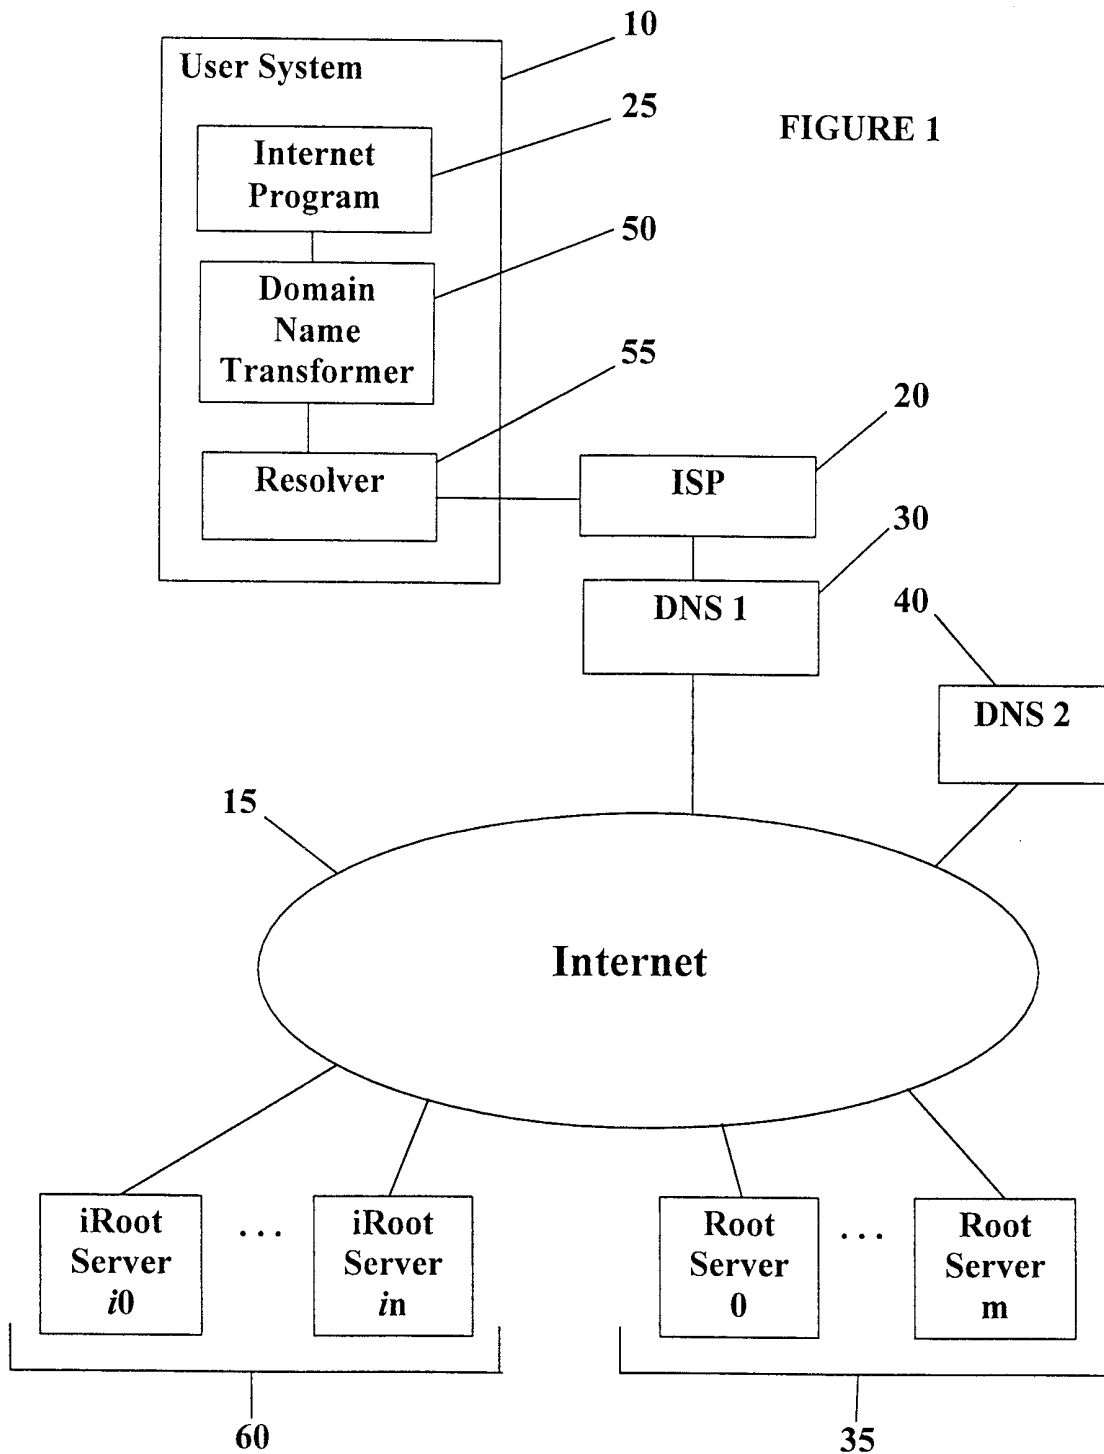 10
User System
25
FIGURE 1
Internet
Program
50
Domain
Name
Transformer
55
20
Resolver
ISP
30
DNS 1
40
DNS 2
15
Internet
iRoot
Server
i0
...
iRoot
Server
in
Root
Server
0
...
Root
Server
m
60
35